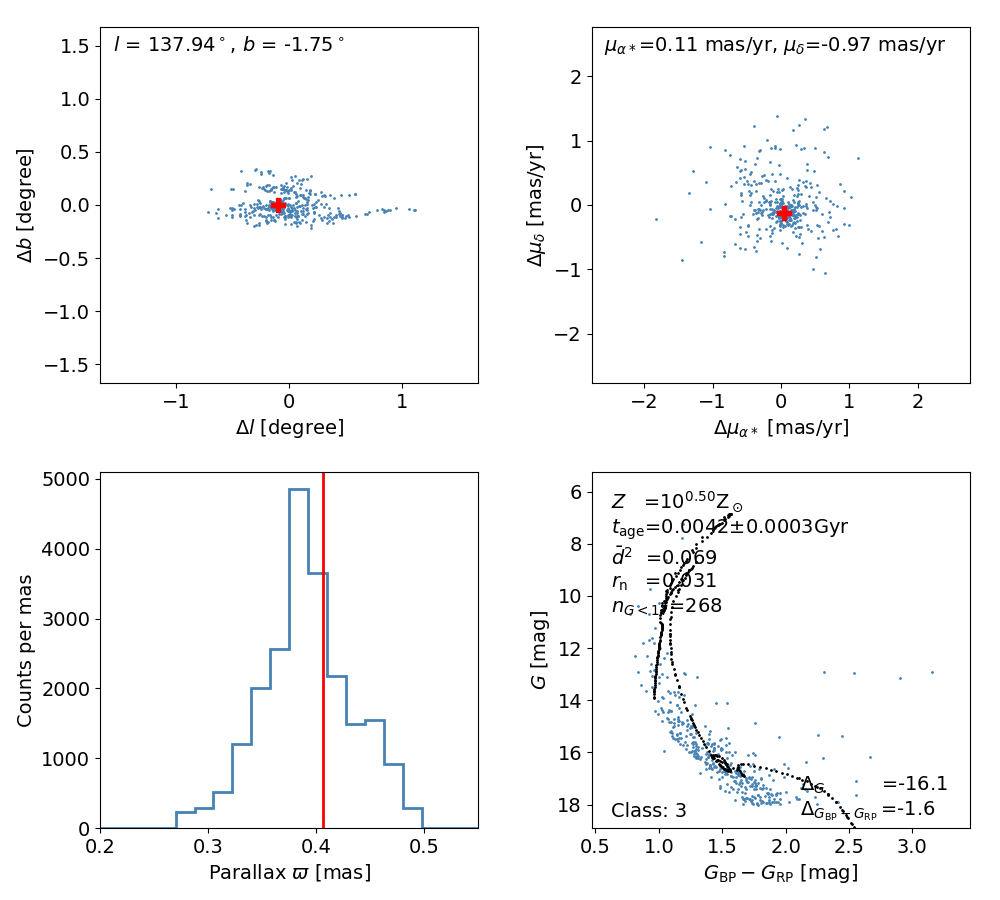 l = 137.94°, b = -1.75°
1.5
1.0
0.5
0.0
−0.5
−1.0
−1.5
Δb [degree]
−1 0 1
Δl [degree]
μα*=0.11 mas/yr, μδ=-0.97 mas/yr
2
1
0
−1
−2
Δμδ [mas/yr]
−2 −1 0 1 2
Δμα* [mas/yr]
5000
4000
3000
2000
1000
0
Counts per mas
0.2 0.3 0.4 0.5
Parallax ϖ [mas]
Z =10^0.50 Z⊙
t_age=0.0042±0.0003Gyr
d̄² =0.069
r_n =0.031
=268
6
8
10
12
14
16
18
G [mag]
Δ_G =-16.1
Δ_GBP − GRP =-1.6
Class: 3
0.5 1.0 1.5 2.0 2.5 3.0
G_BP − G_RP [mag]